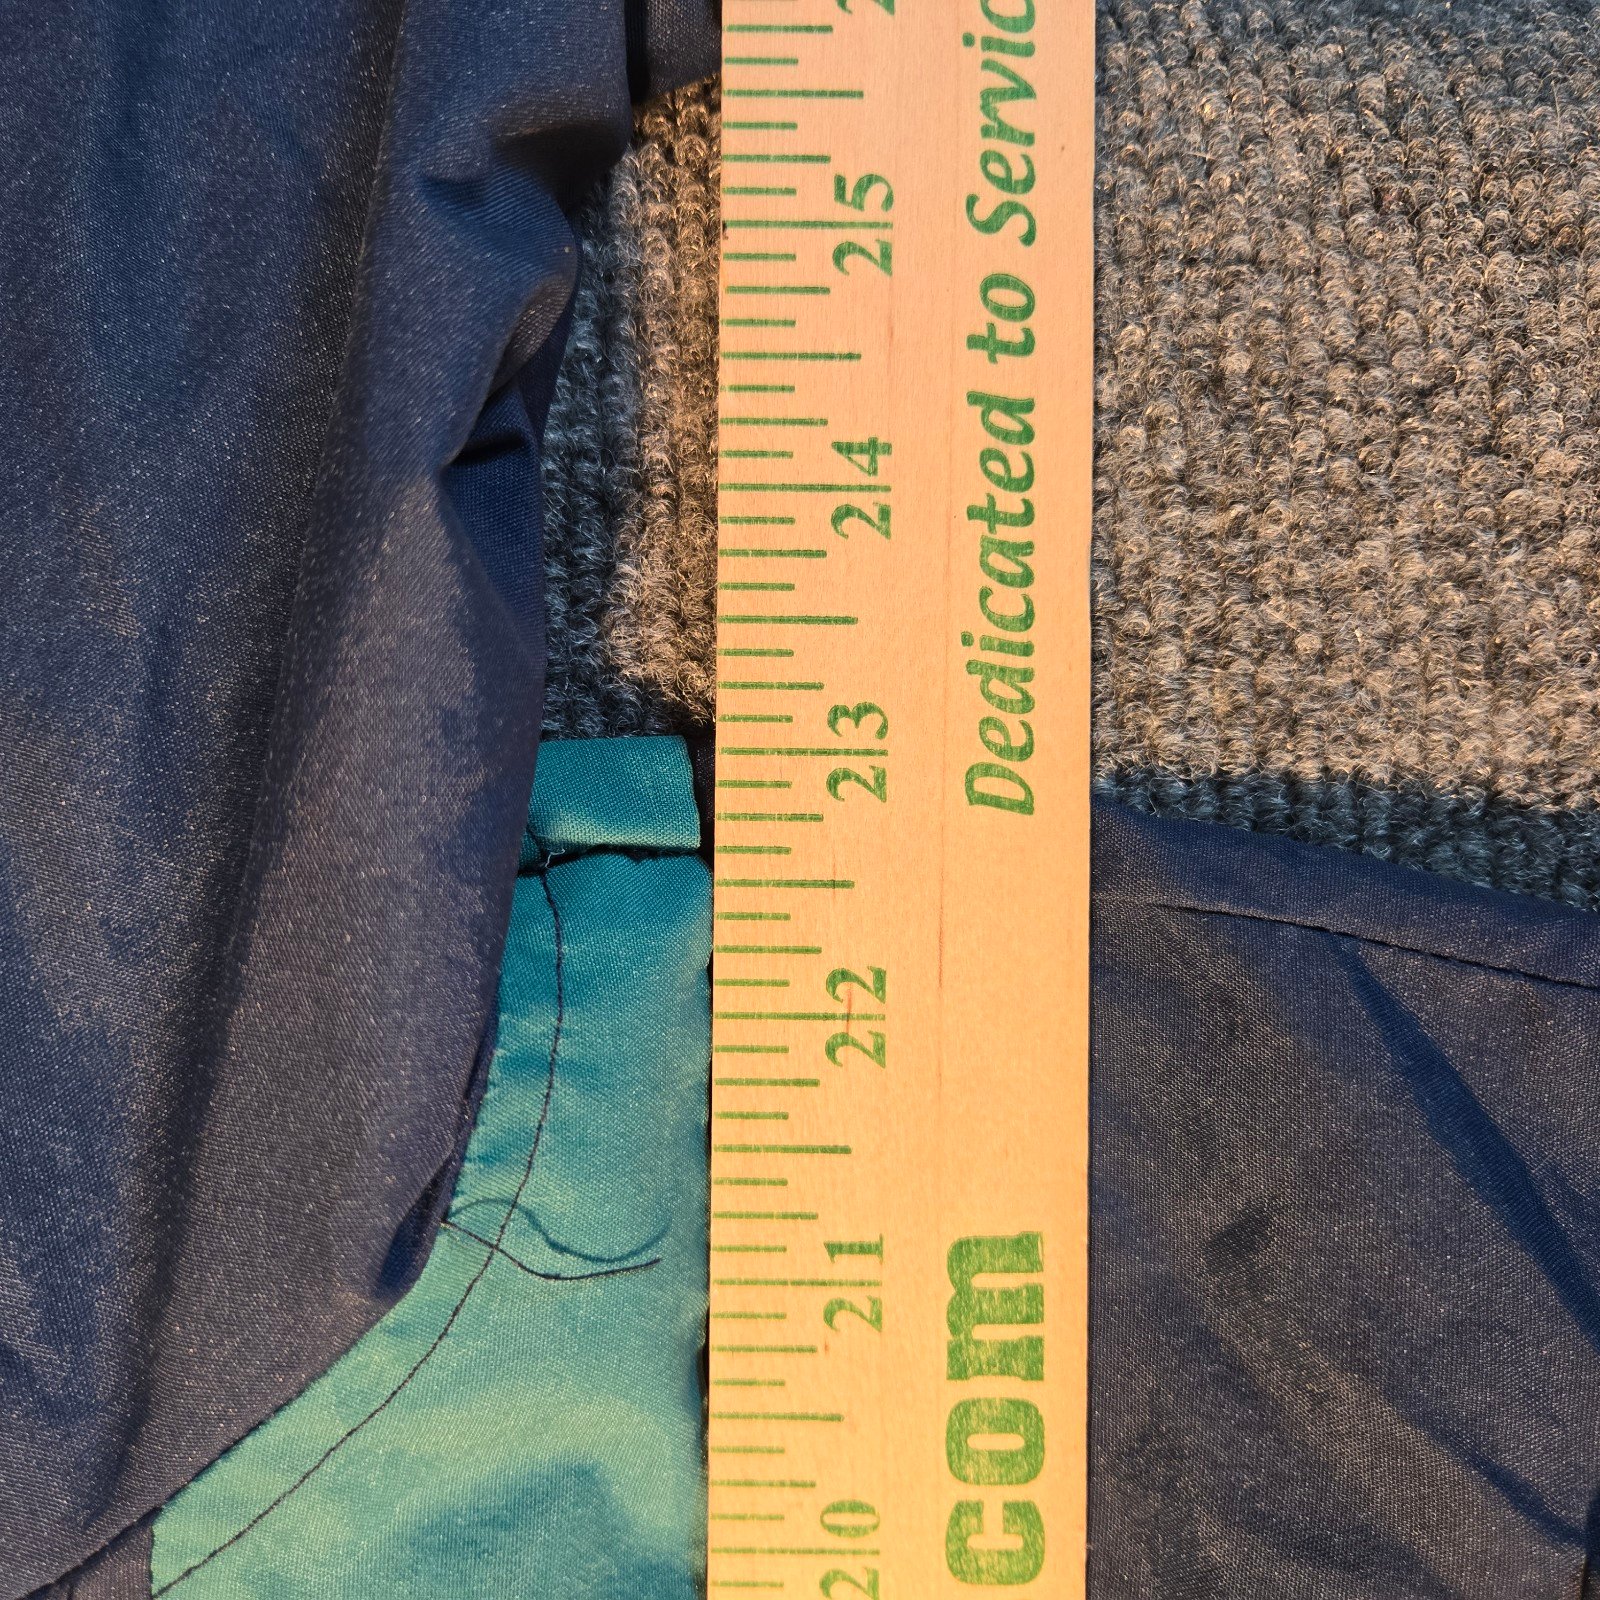 com Dedicated to Servic
20 21 22 23 24 25